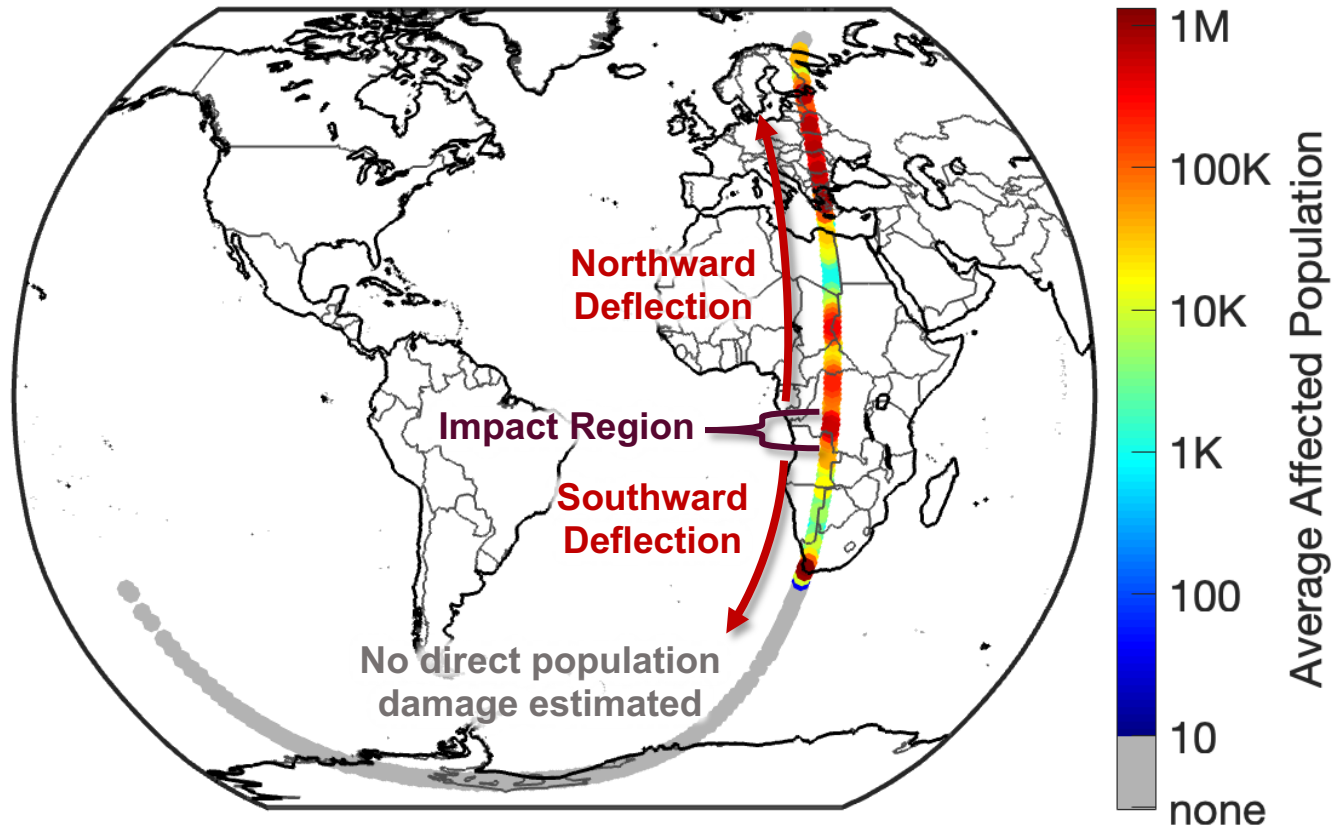 Northward
Deflection
Impact Region
Southward
Deflection
No direct population
damage estimated
1M
100K
10K
1K
100
10
none
Average Affected Population